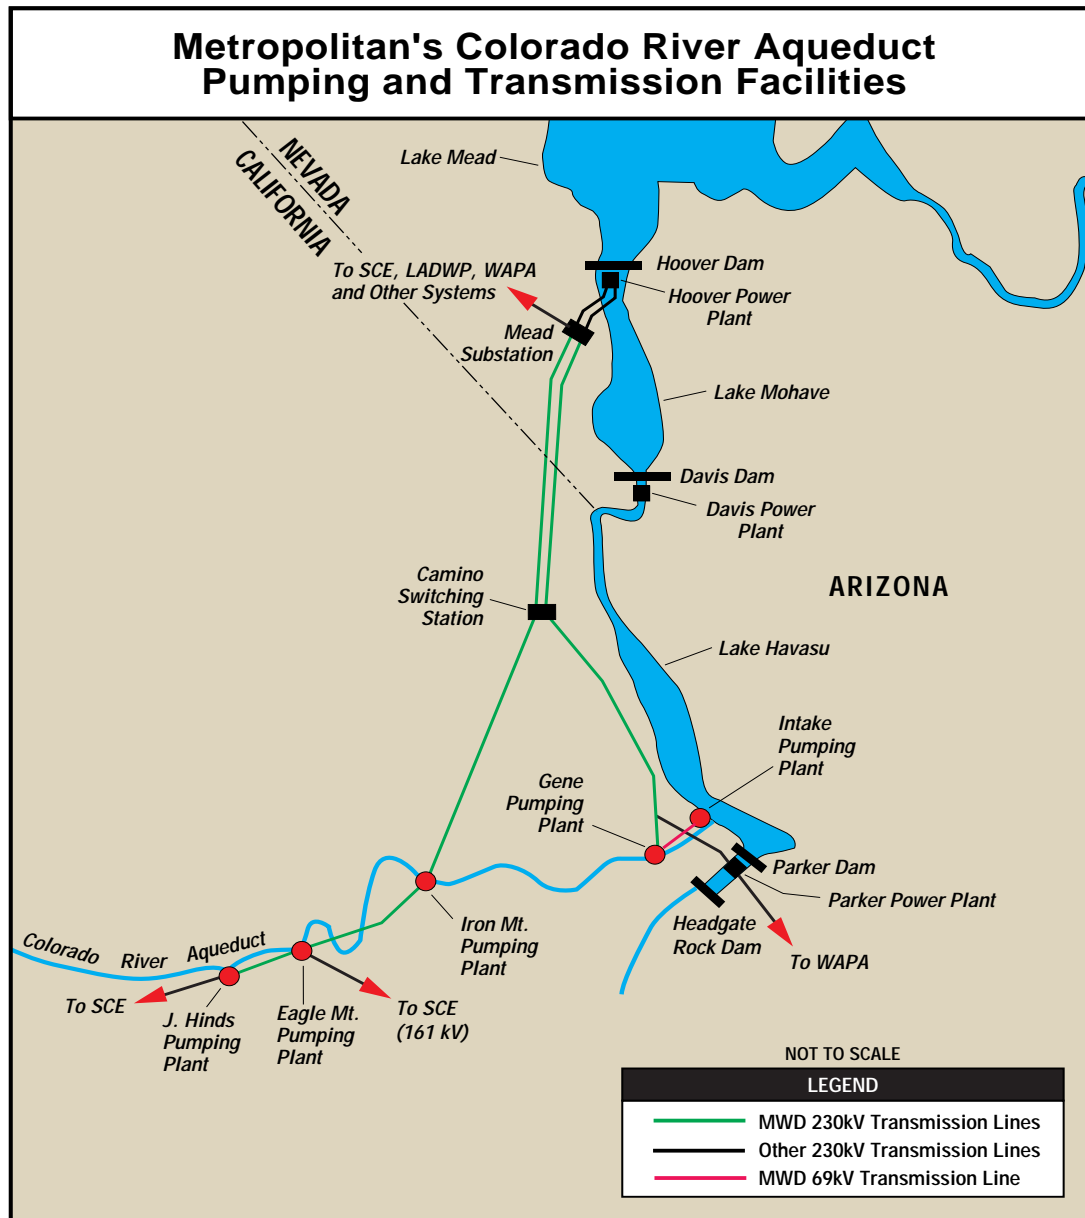 Metropolitan's Colorado River Aqueduct
Pumping and Transmission Facilities
NEVADA
CALIFORNIA
Lake Mead
To SCE, LADWP, WAPA
and Other Systems
Hoover Dam
Hoover Power
Plant
Mead
Substation
Lake Mohave
Davis Dam
Davis Power
Plant
Camino
Switching
Station
ARIZONA
Lake Havasu
Intake
Pumping
Plant
Gene
Pumping
Plant
Parker Dam
Parker Power Plant
Headgate
Rock Dam
To WAPA
Iron Mt.
Pumping
Plant
Colorado River Aqueduct
To SCE
J. Hinds
Pumping
Plant
Eagle Mt.
Pumping
Plant
To SCE
(161 kV)
NOT TO SCALE
LEGEND
MWD 230kV Transmission Lines
Other 230kV Transmission Lines
MWD 69kV Transmission Line